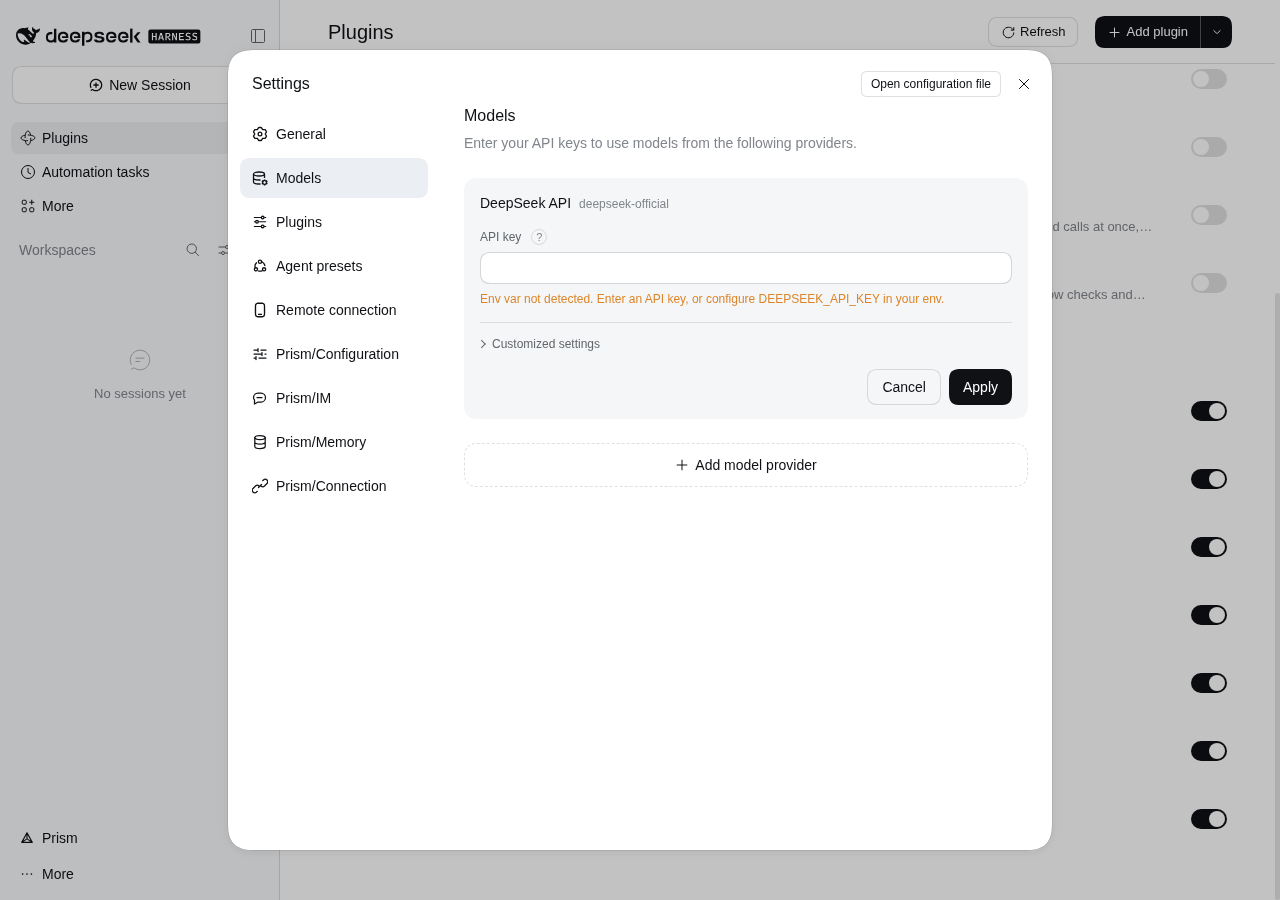 deepseek HARNESS
New Session
Plugins
Automation tasks
More
Workspaces
No sessions yet
Prism
More
Plugins
Refresh
Add plugin
d calls at once,…
w checks and…
Settings
Open configuration file
General
Models
Plugins
Agent presets
Remote connection
Prism/Configuration
Prism/IM
Prism/Memory
Prism/Connection
Models
Enter your API keys to use models from the following providers.
DeepSeek API deepseek-official
API key ?
Env var not detected. Enter an API key, or configure DEEPSEEK_API_KEY in your env.
Customized settings
Cancel Apply
Add model provider